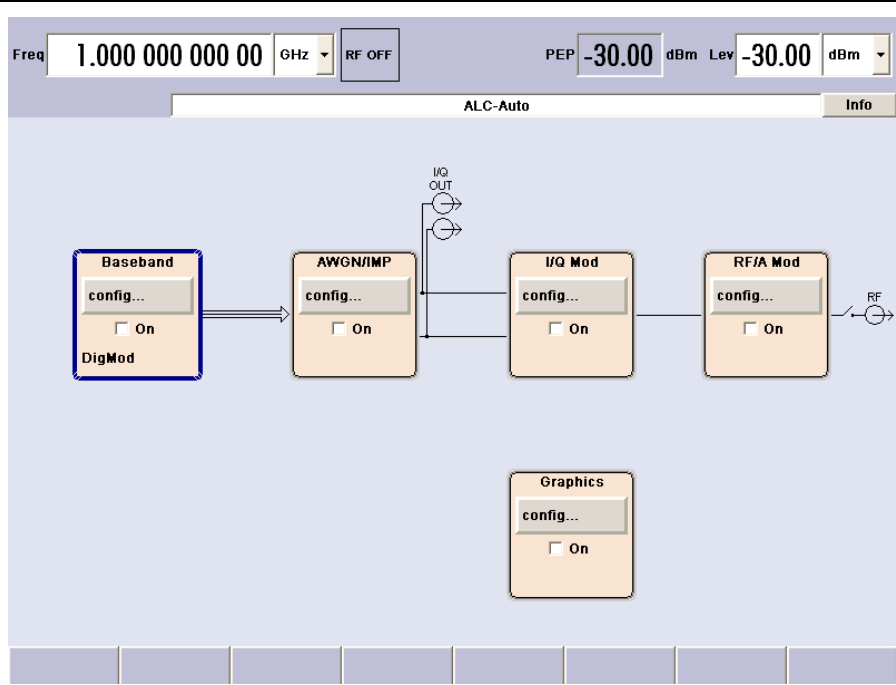 Freq 1.000 000 000 00 GHz RF OFF PEP -30.00 dBm Lev -30.00 dBm
ALC-Auto Info
I/Q
OUT
Baseband AWGN/IMP I/Q Mod RF/A Mod
config... config... config... config...
RF
On On On On
DigMod
Graphics
config...
On